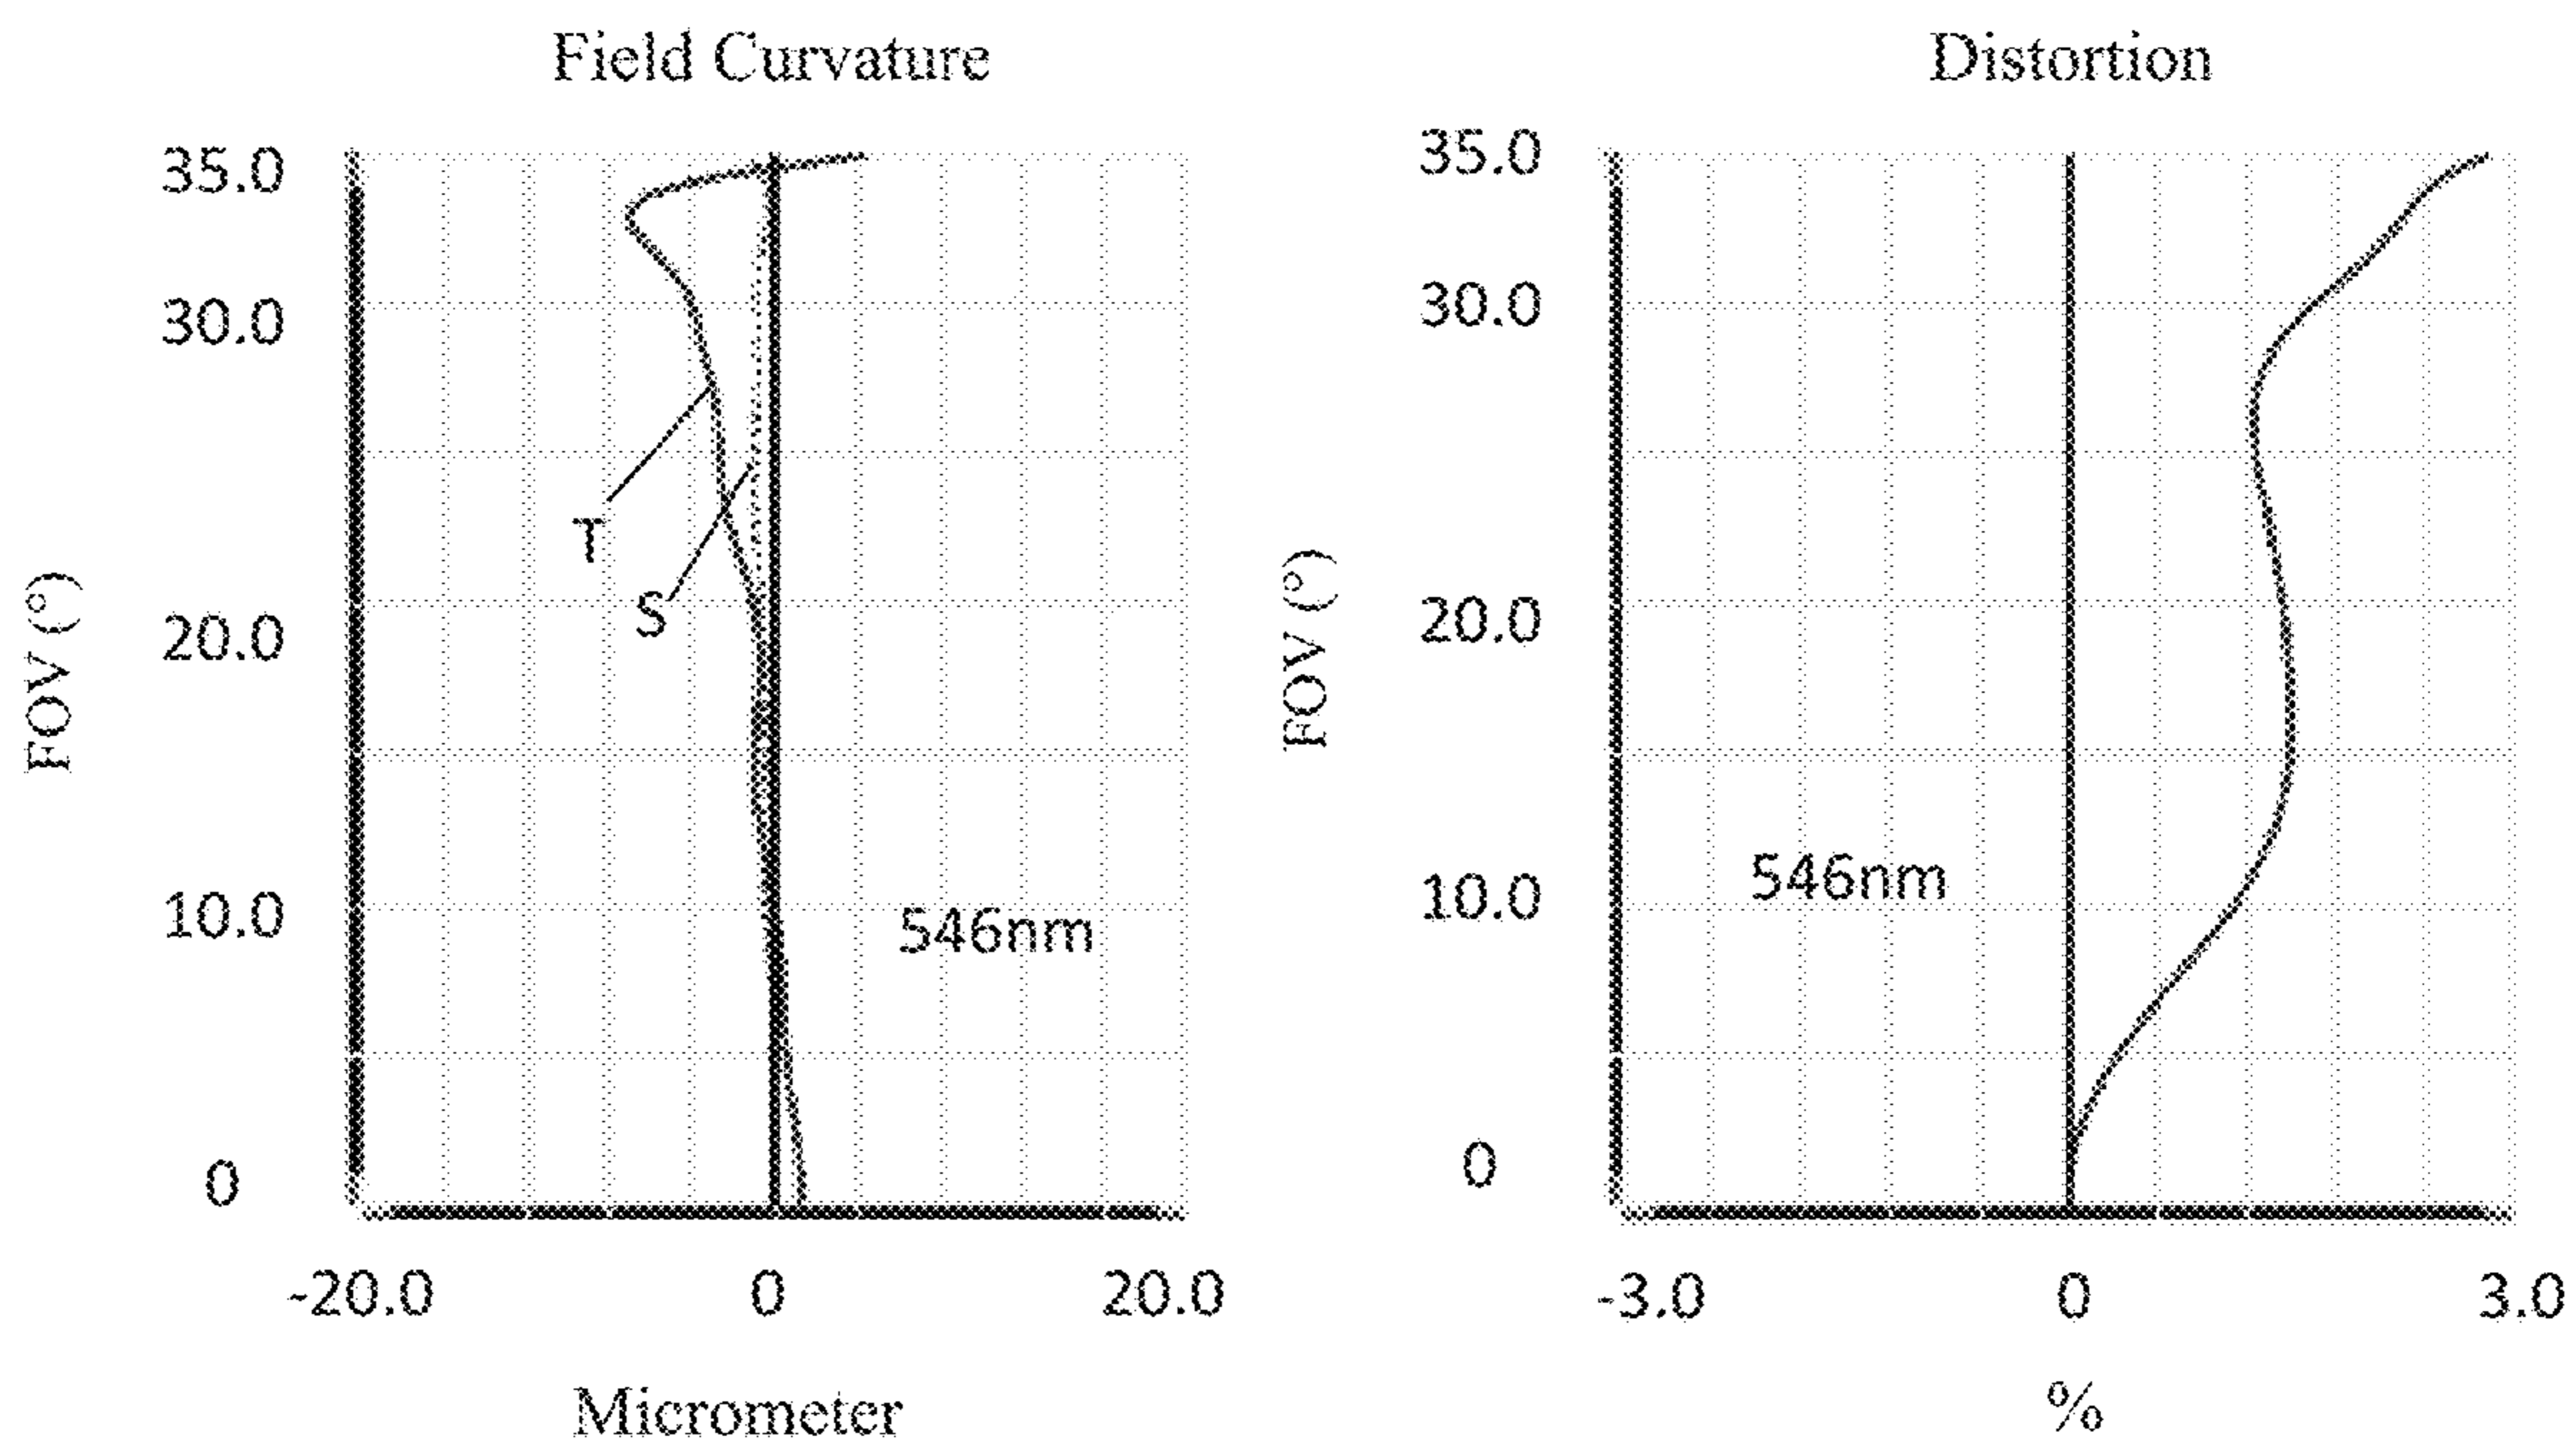 Field Curvature
35.0
30.0
T
S
FOV (°)
20.0
10.0
546nm
0
-20.0 0 20.0
Micrometer
Distortion
35.0
30.0
FOV (°)
20.0
546nm
10.0
0
-3.0 0 3.0
%